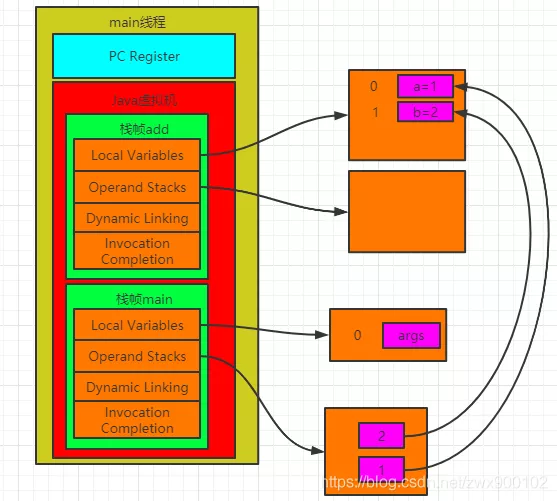 main线程
PC Register
Java虚拟机
栈帧add
Local Variables
Operand Stacks
Dynamic Linking
Invocation
Completion
栈帧main
Local Variables
Operand Stacks
Dynamic Linking
Invocation
Completion
0
a=1
1
b=2
0
args
2
1
https://blog.csdn.net/zwx900102